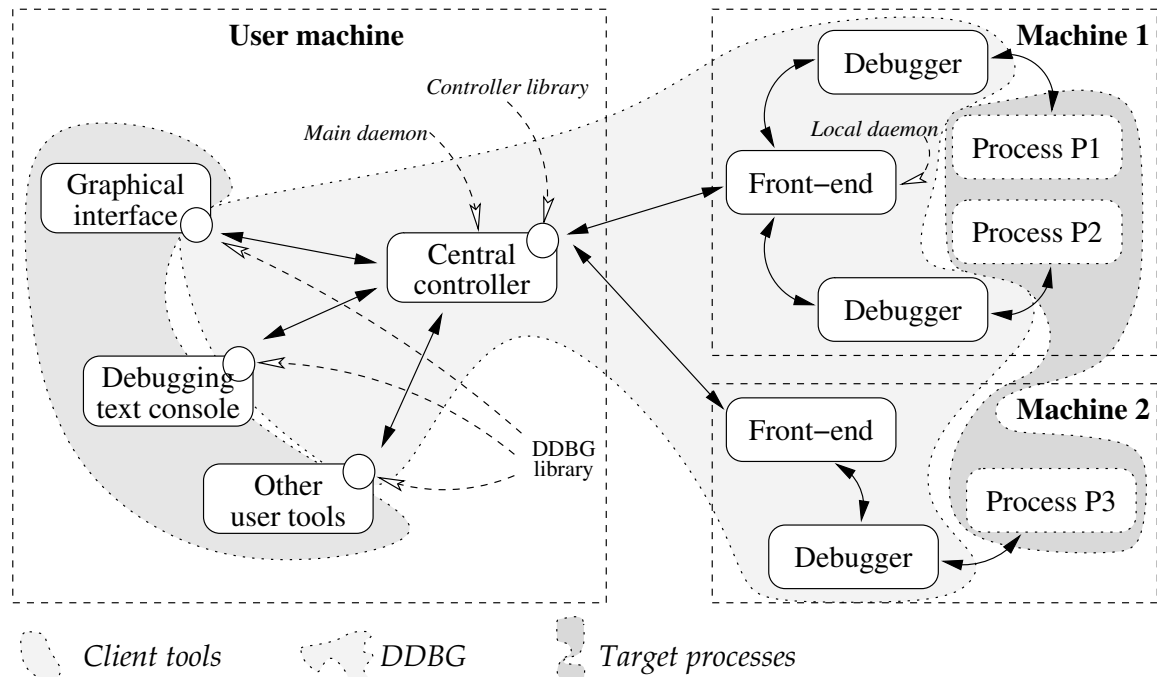 User machine
Controller library
Main daemon
Graphical
interface
Central
controller
Debugging
text console
DDBG
library
Other
user tools
Machine 1
Debugger
Local daemon
Process P1
Front−end
Process P2
Debugger
Machine 2
Front−end
Process P3
Debugger
Client tools
DDBG
Target processes